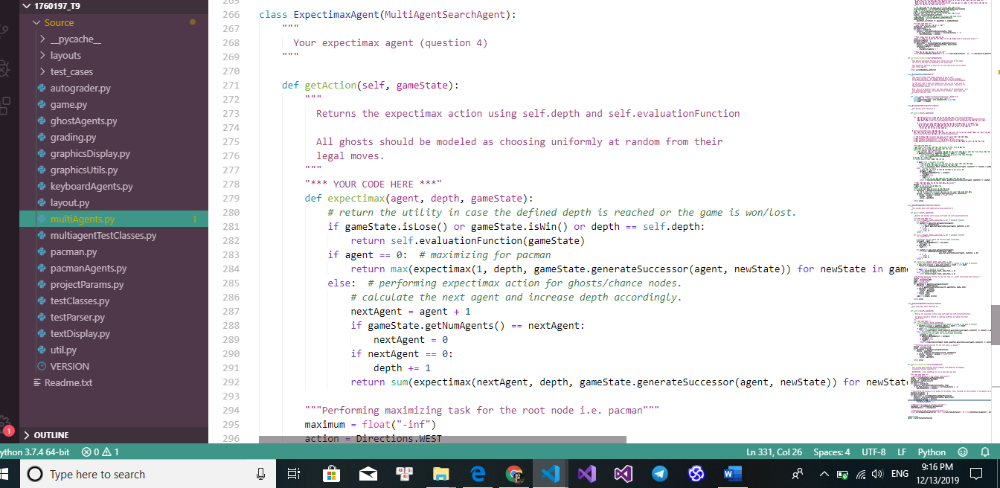 1760197_T9
Source
__pycache__
layouts
test_cases
autograder.py
game.py
ghostAgents.py
grading.py
graphicsDisplay.py
graphicsUtils.py
keyboardAgents.py
layout.py
multiAgents.py 1
multiagentTestClasses.py
pacman.py
pacmanAgents.py
projectParams.py
testClasses.py
testParser.py
textDisplay.py
util.py
VERSION
Readme.txt
OUTLINE
1
265
266 class ExpectimaxAgent(MultiAgentSearchAgent):
267 """
268 Your expectimax agent (question 4)
269 """
270
271 def getAction(self, gameState):
272 """
273 Returns the expectimax action using self.depth and self.evaluationFunction
274
275 All ghosts should be modeled as choosing uniformly at random from their
276 legal moves.
277 """
278 "*** YOUR CODE HERE ***"
279 def expectimax(agent, depth, gameState):
280 # return the utility in case the defined depth is reached or the game is won/lost.
281 if gameState.isLose() or gameState.isWin() or depth == self.depth:
282 return self.evaluationFunction(gameState)
283 if agent == 0: # maximizing for pacman
284 return max(expectimax(1, depth, gameState.generateSuccessor(agent, newState)) for newState in gam
285 else: # performing expectimax action for ghosts/chance nodes.
286 # calculate the next agent and increase depth accordingly.
287 nextAgent = agent + 1
288 if gameState.getNumAgents() == nextAgent:
289 nextAgent = 0
290 if nextAgent == 0:
291 depth += 1
292 return sum(expectimax(nextAgent, depth, gameState.generateSuccessor(agent, newState)) for newStat
293
294 """Performing maximizing task for the root node i.e. pacman"""
295 maximum = float("-inf")
296 action = Directions.WEST
ython 3.7.4 64-bit 0 1 Ln 331, Col 26 Spaces: 4 UTF-8 LF Python
Type here to search
ENG
9:16 PM
12/13/2019